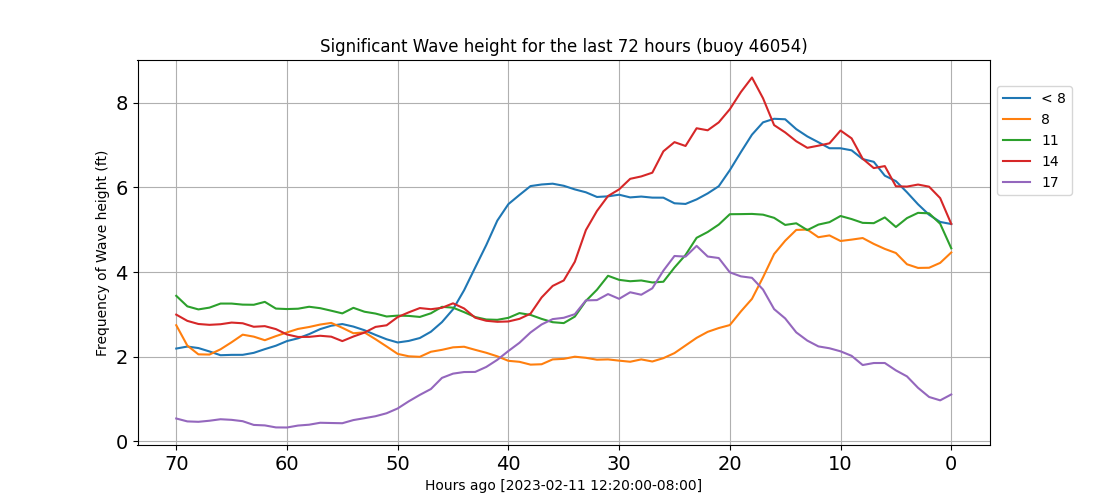 Significant Wave height for the last 72 hours (buoy 46054)
Frequency of Wave height (ft)
8
6
4
2
0
70 60 50 40 30 20 10 0
Hours ago [2023-02-11 12:20:00-08:00]
< 8
8
11
14
17